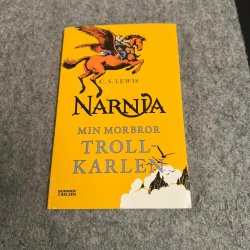 C. S. LEWIS
NARNIA
MIN MORBROR
TROLL-
KARLEN
BONNIER
CARLSEN